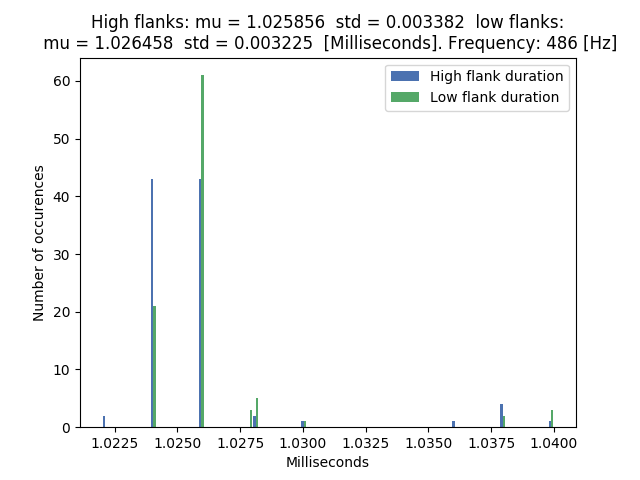 High flanks: mu = 1.025856  std = 0.003382  low flanks:
mu = 1.026458  std = 0.003225  [Milliseconds]. Frequency: 486 [Hz]
High flank duration
Low flank duration
Number of occurences
60
50
40
30
20
10
0
1.0225 1.0250 1.0275 1.0300 1.0325 1.0350 1.0375 1.0400
Milliseconds